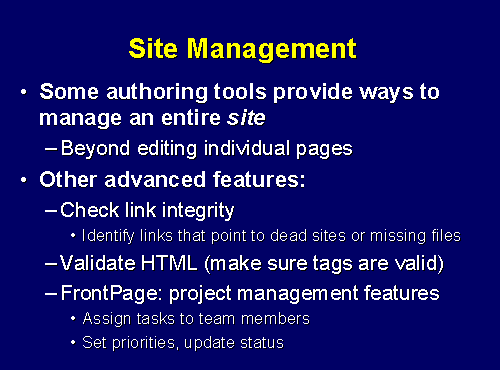 Site Management
• Some authoring tools provide ways to
manage an entire site
– Beyond editing individual pages
• Other advanced features:
– Check link integrity
• Identify links that point to dead sites or missing files
– Validate HTML (make sure tags are valid)
– FrontPage: project management features
• Assign tasks to team members
• Set priorities, update status